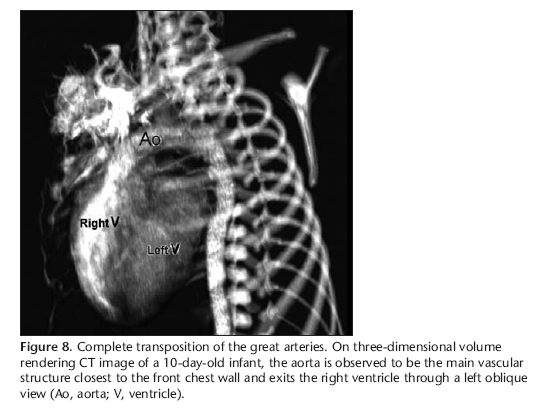 Ao
Right V
Left V
Figure 8. Complete transposition of the great arteries. On three-dimensional volume
rendering CT image of a 10-day-old infant, the aorta is observed to be the main vascular
structure closest to the front chest wall and exits the right ventricle through a left oblique
view (Ao, aorta; V, ventricle).